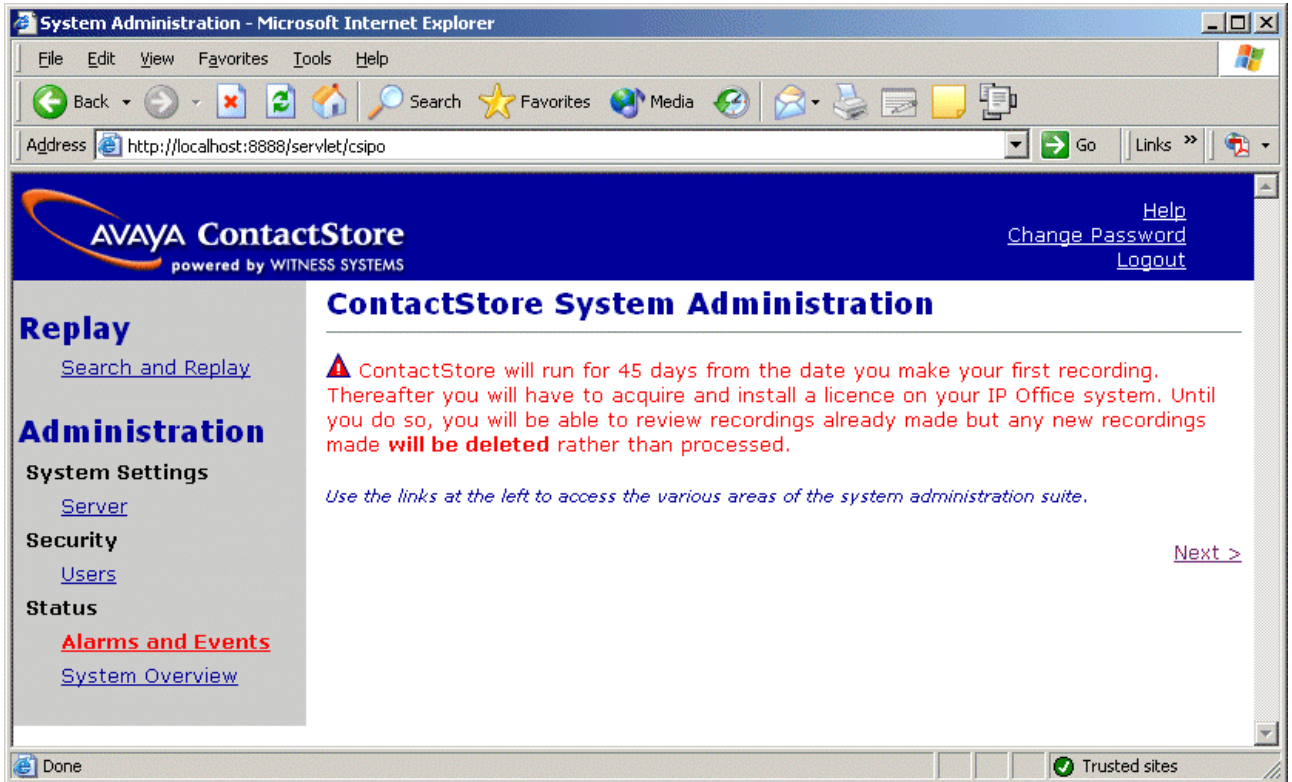 System Administration - Microsoft Internet Explorer
File Edit View Favorites Tools Help
Back Search Favorites Media
Address http://localhost:8888/servlet/csipo Go Links »
AVAYA ContactStore
powered by WITNESS SYSTEMS
Help
Change Password
Logout
Replay
Search and Replay
Administration
System Settings
Server
Security
Users
Status
Alarms and Events
System Overview
ContactStore System Administration
ContactStore will run for 45 days from the date you make your first recording.
Thereafter you will have to acquire and install a licence on your IP Office system. Until
you do so, you will be able to review recordings already made but any new recordings
made will be deleted rather than processed.
Use the links at the left to access the various areas of the system administration suite.
Next >
Done
Trusted sites